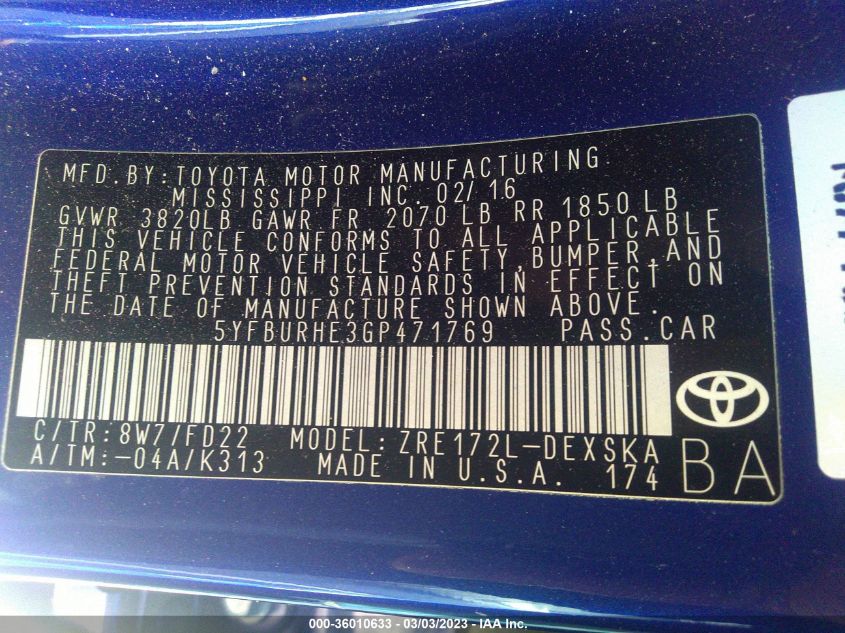 MFD.BY:TOYOTA MOTOR MANUFACTURING
MISSISSIPPI INC. 02/16
GVWR 3820LB GAWR FR 2070 LB RR 1850 LB
THIS VEHICLE CONFORMS TO ALL APPLICABLE
FEDERAL MOTOR VEHICLE SAFETY,BUMPER,AND
THEFT PREVENTION STANDARDS IN EFFECT ON
THE DATE OF MANUFACTURE SHOWN ABOVE.
5YFBURHE3GP471769 PASS.CAR
C/TR:8W7/FD22 MODEL:ZRE172L-DEXSKA
A/TM:-04A/K313 MADE IN U.S.A. 174
BA
000-36010633 - 03/03/2023 - IAA Inc.